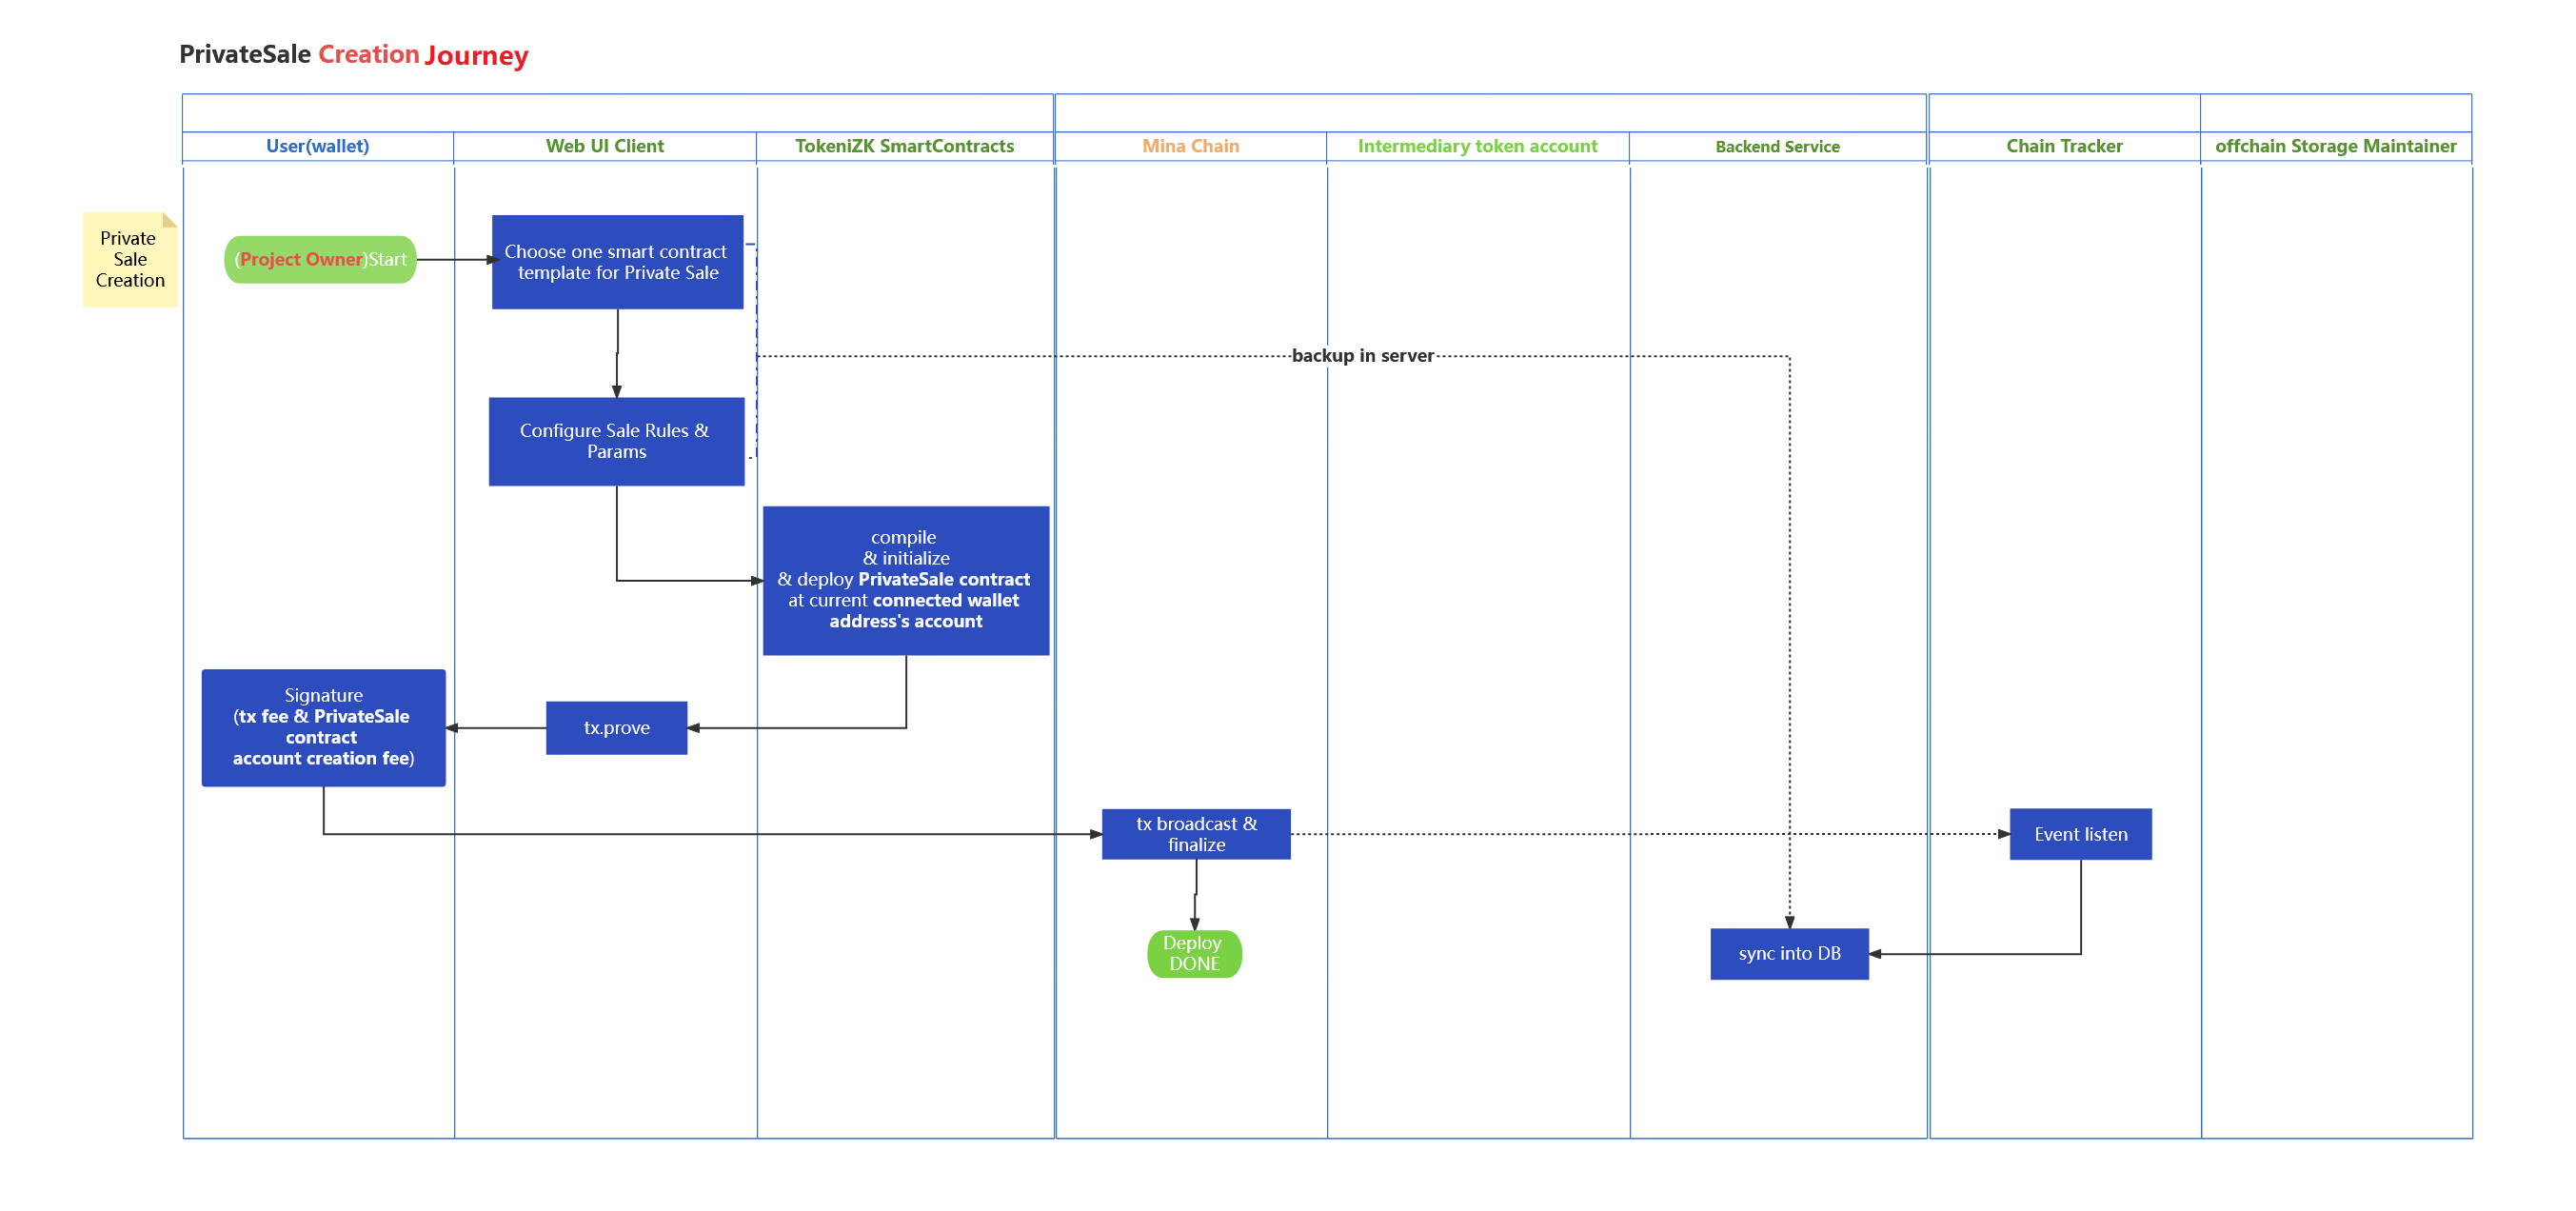 PrivateSale Creation Journey
User(wallet)
Web UI Client
TokeniZK SmartContracts
Mina Chain
Intermediary token account
Backend Service
Chain Tracker
offchain Storage Maintainer
Private
Sale
Creation
(Project Owner)Start
Choose one smart contract
template for Private Sale
backup in server
Configure Sale Rules &
Params
compile
& initialize
& deploy PrivateSale contract
at current connected wallet
address's account
Signature
(tx fee & PrivateSale
contract
account creation fee)
tx.prove
tx broadcast &
finalize
Event listen
Deploy
DONE
sync into DB